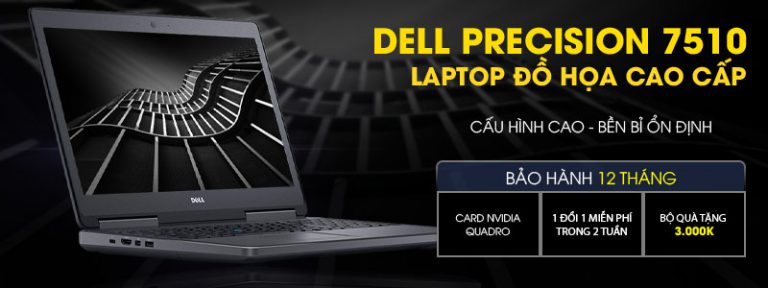 DELL PRECISION 7510
LAPTOP ĐỒ HỌA CAO CẤP
CẤU HÌNH CAO - BỀN BỈ ỔN ĐỊNH
BẢO HÀNH 12 THÁNG
CARD NVIDIA
QUADRO
1 ĐỔI 1 MIỄN PHÍ
TRONG 2 TUẦN
BỘ QUÀ TẶNG
3.000K
DELL